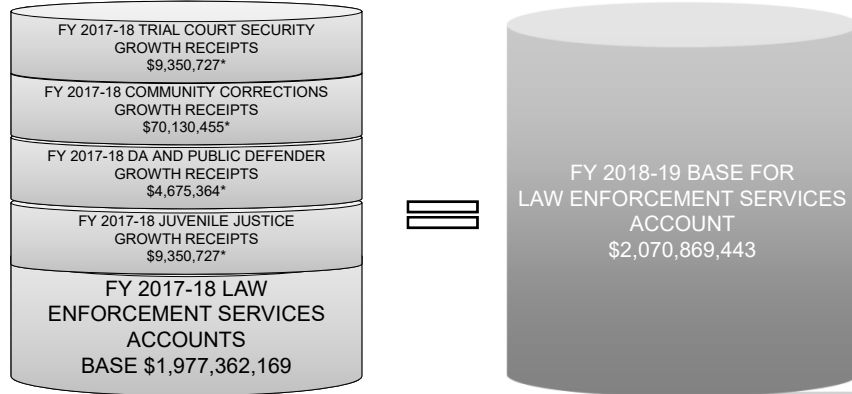 FY 2017-18 TRIAL COURT SECURITY
GROWTH RECEIPTS
$9,350,727*
FY 2017-18 COMMUNITY CORRECTIONS
GROWTH RECEIPTS
$70,130,455*
FY 2017-18 DA AND PUBLIC DEFENDER
GROWTH RECEIPTS
$4,675,364*
FY 2017-18 JUVENILE JUSTICE
GROWTH RECEIPTS
$9,350,727*
FY 2017-18 LAW
ENFORCEMENT SERVICES
ACCOUNTS
BASE $1,977,362,169
FY 2018-19 BASE FOR
LAW ENFORCEMENT SERVICES
ACCOUNT
$2,070,869,443